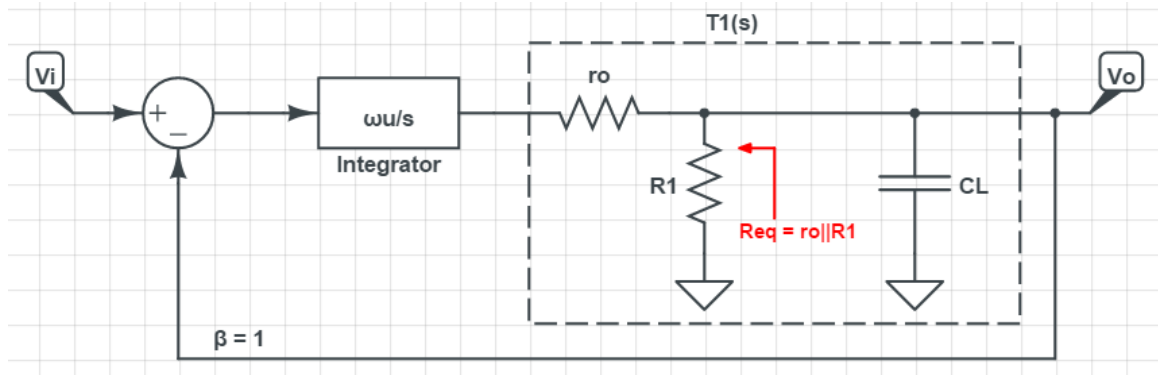 T1(s)
Vi
ro
Vo
+
−
ωu/s
Integrator
R1
CL
Req = ro||R1
β = 1